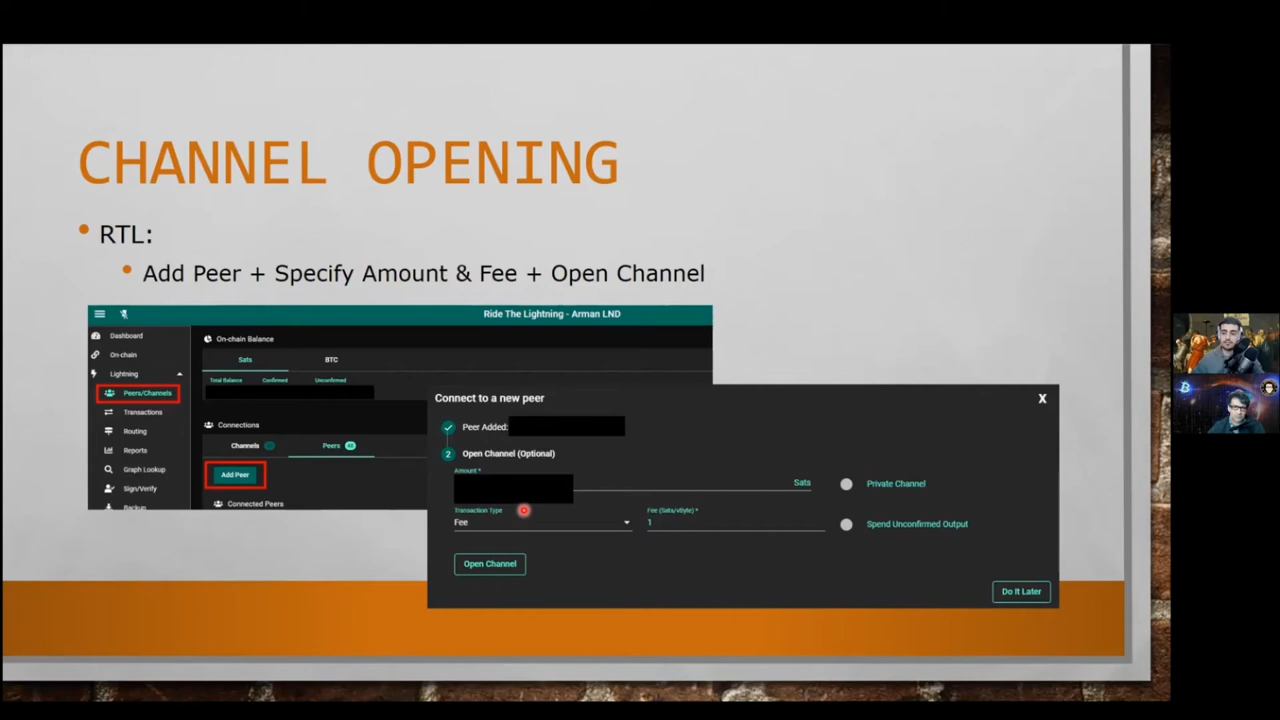 CHANNEL OPENING
• RTL:
• Add Peer + Specify Amount & Fee + Open Channel
Ride The Lightning - Arman LND
Dashboard
On-chain
Lightning
Peers/Channels
Transactions
Routing
Reports
Graph Lookup
Sign/Verify
Backup
On-chain Balance
Sats
BTC
Total Balance
Confirmed
Unconfirmed
Connections
Channels
Peers
Add Peer
Connected Peers
Connect to a new peer
X
Peer Added:
2
Open Channel (Optional)
Amount *
Sats
Private Channel
Transaction Type
Fee
Fee (Sats/vByte) *
1
Spend Unconfirmed Output
Open Channel
Do It Later